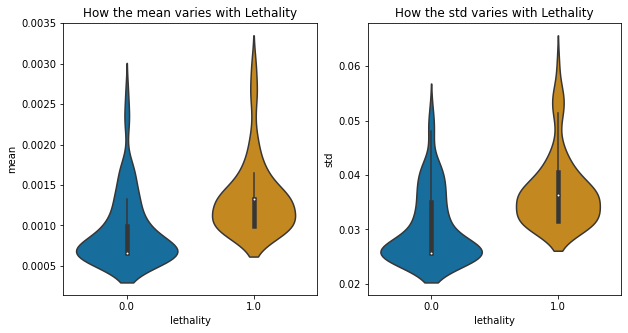 How the mean varies with Lethality
How the std varies with Lethality
0.0035
0.0030
0.0025
0.0020
0.0015
0.0010
0.0005
mean
0.0
1.0
lethality
0.06
0.05
0.04
0.03
0.02
std
0.0
1.0
lethality